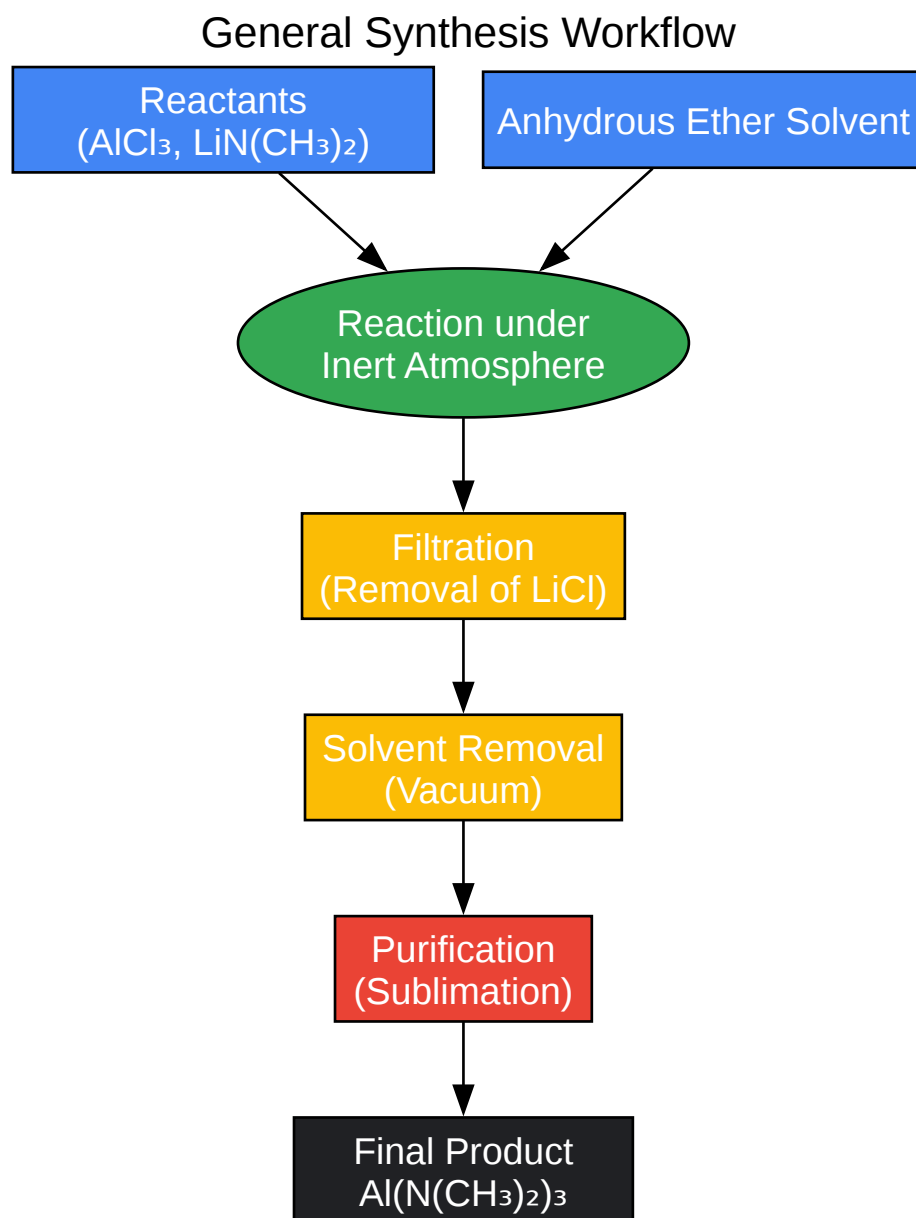 General Synthesis Workflow
Reactants
(AlCl₃, LiN(CH₃)₂)
Anhydrous Ether Solvent
Reaction under
Inert Atmosphere
Filtration
(Removal of LiCl)
Solvent Removal
(Vacuum)
Purification
(Sublimation)
Final Product
Al(N(CH₃)₂)₃